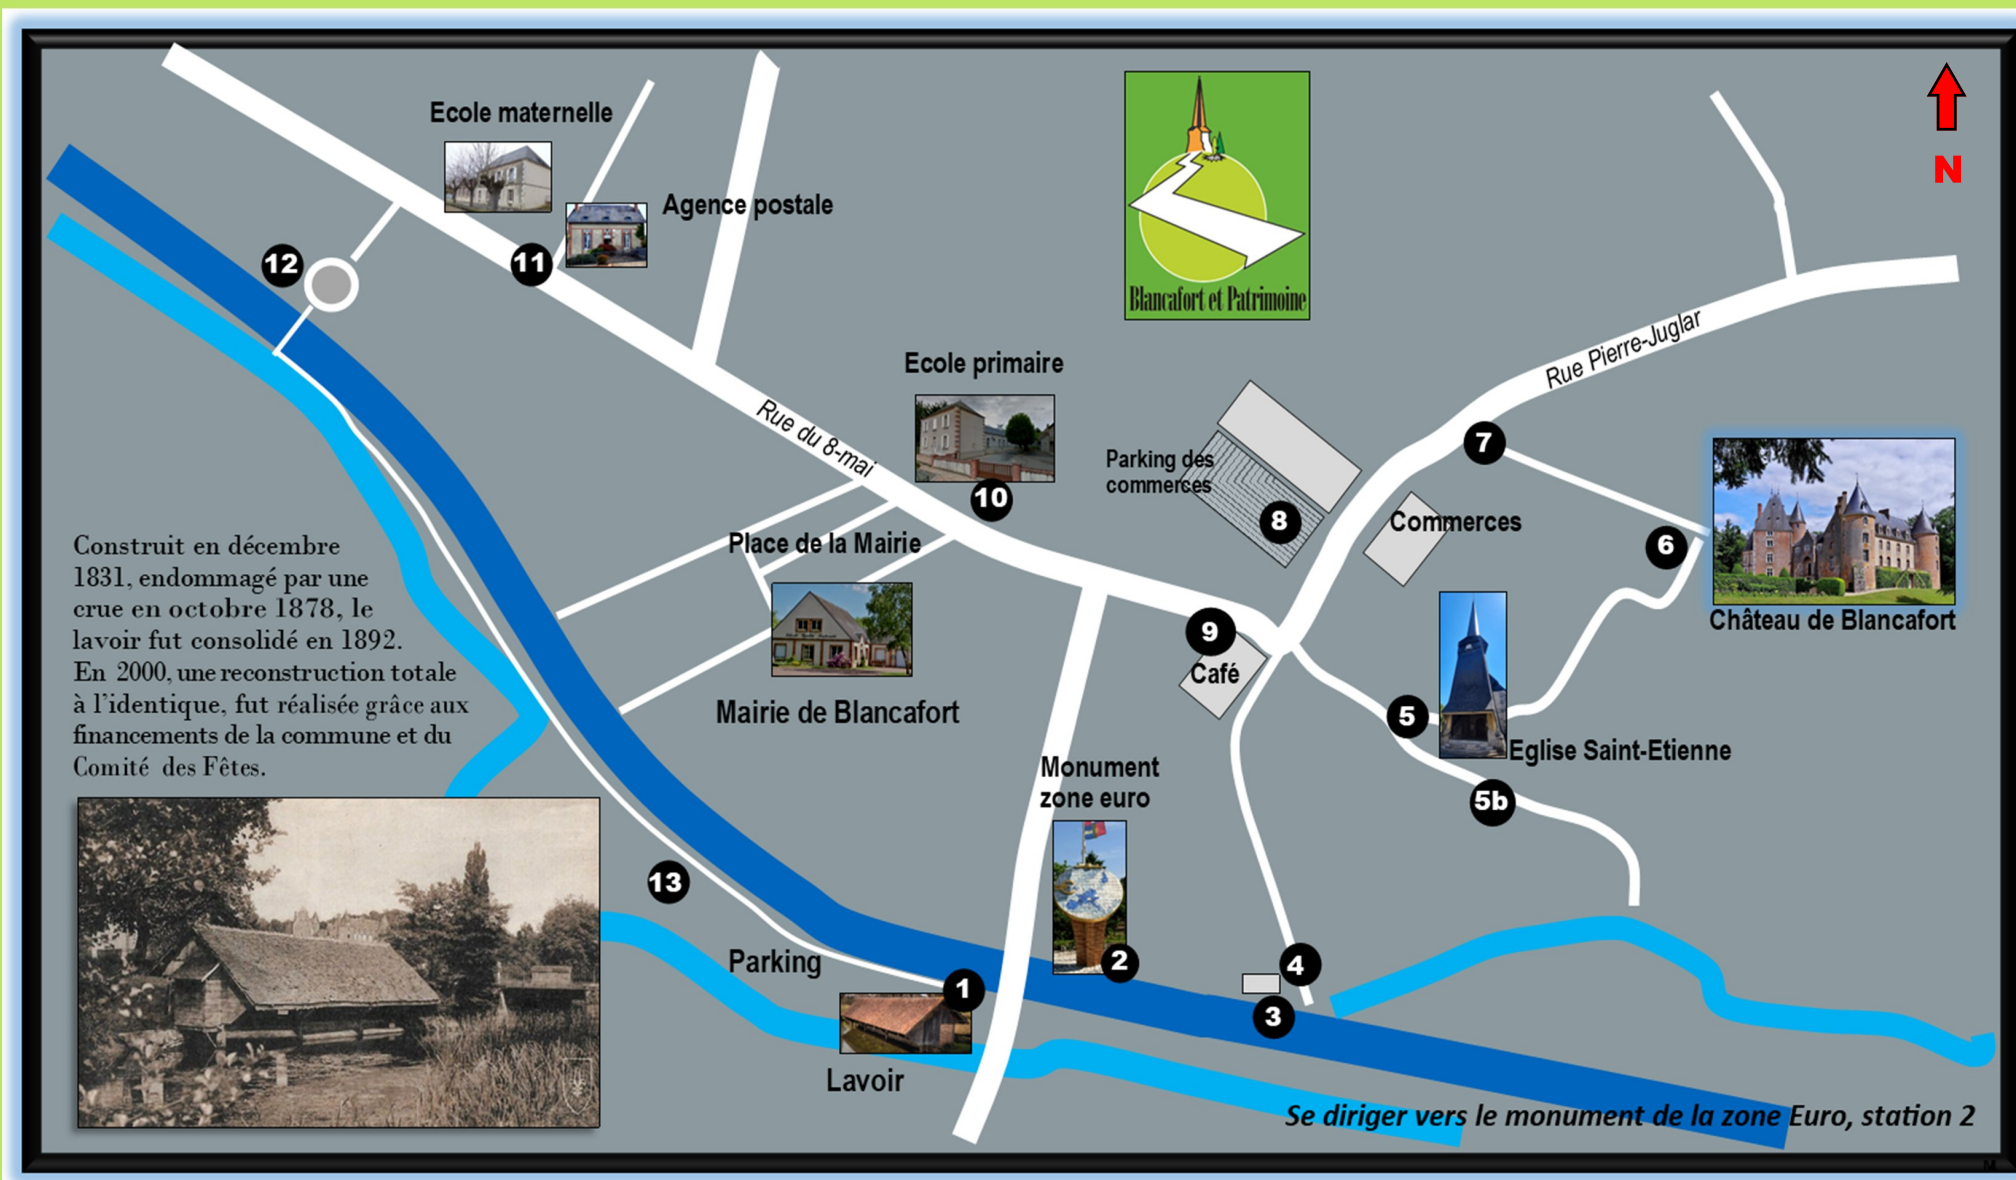 Ecole maternelle
N
Agence postale
12
11
Blancafort et Patrimoine
Rue Pierre-Juglar
Ecole primaire
Rue du 8-mai
7
Parking des
commerces
10
8
Commerces
Place de la Mairie
6
Construit en décembre
1831, endommagé par une
crue en octobre 1878, le
lavoir fut consolidé en 1892.
En 2000, une reconstruction totale
à l'identique, fut réalisée grâce aux
financements de la commune et du
Comité des Fêtes.
Château de Blancafort
9
Café
Mairie de Blancafort
5
Eglise Saint-Etienne
Monument
zone euro
5b
13
Parking
2
4
1
3
Lavoir
Se diriger vers le monument de la zone Euro, station 2
M